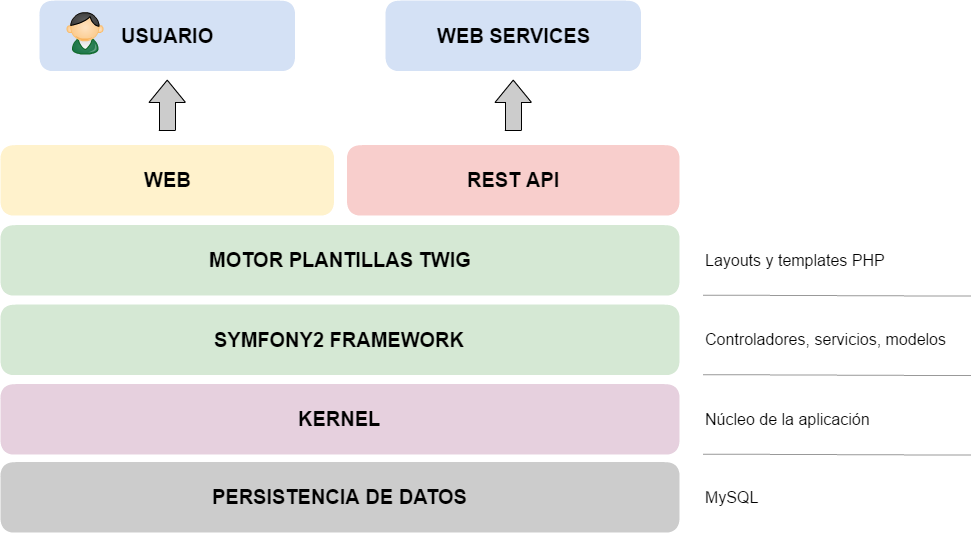 USUARIO
WEB SERVICES
WEB
REST API
MOTOR PLANTILLAS TWIG
Layouts y templates PHP
SYMFONY2 FRAMEWORK
Controladores, servicios, modelos
KERNEL
Núcleo de la aplicación
PERSISTENCIA DE DATOS
MySQL